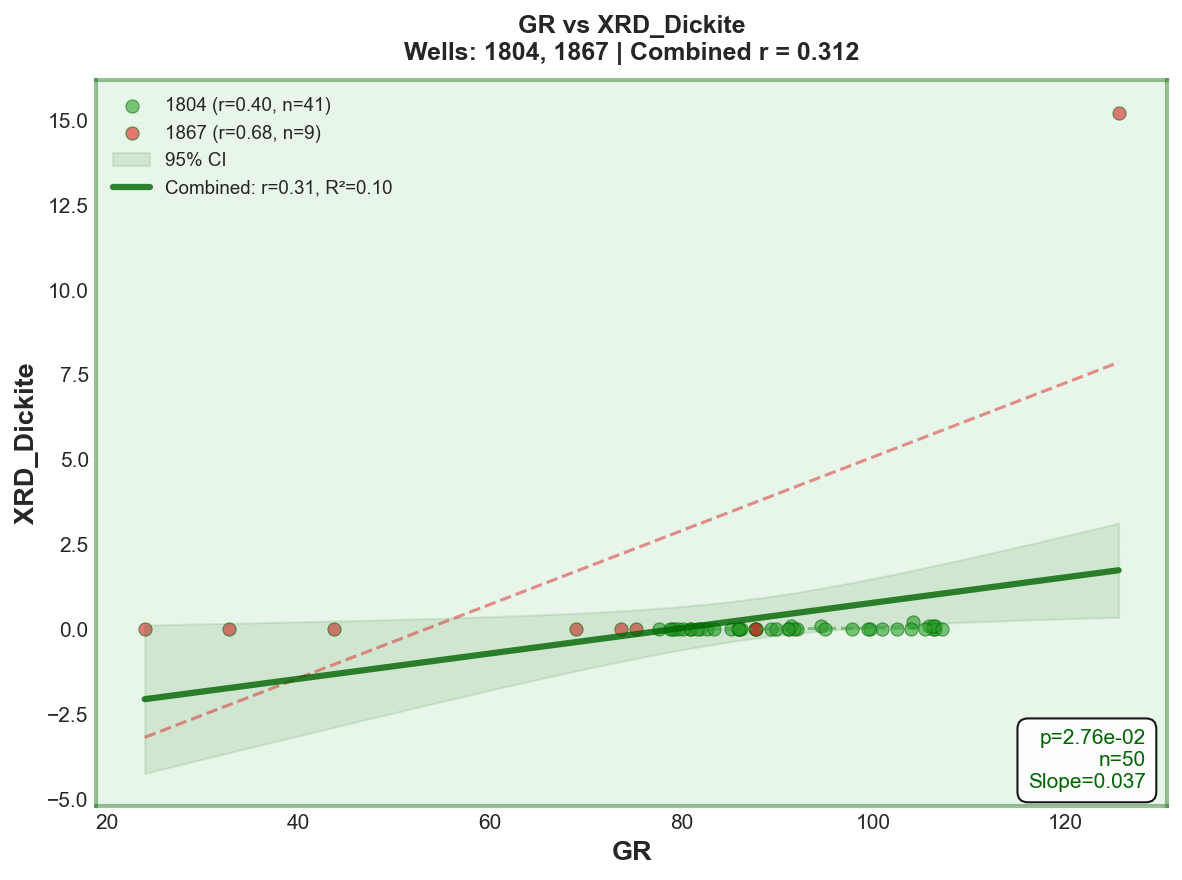 GR vs XRD_Dickite
Wells: 1804, 1867 | Combined r = 0.312
1804 (r=0.40, n=41)
1867 (r=0.68, n=9)
95% CI
Combined: r=0.31, R²=0.10
15.0
12.5
10.0
7.5
5.0
2.5
0.0
−2.5
−5.0
XRD_Dickite
p=2.76e-02
n=50
Slope=0.037
20 40 60 80 100 120
GR